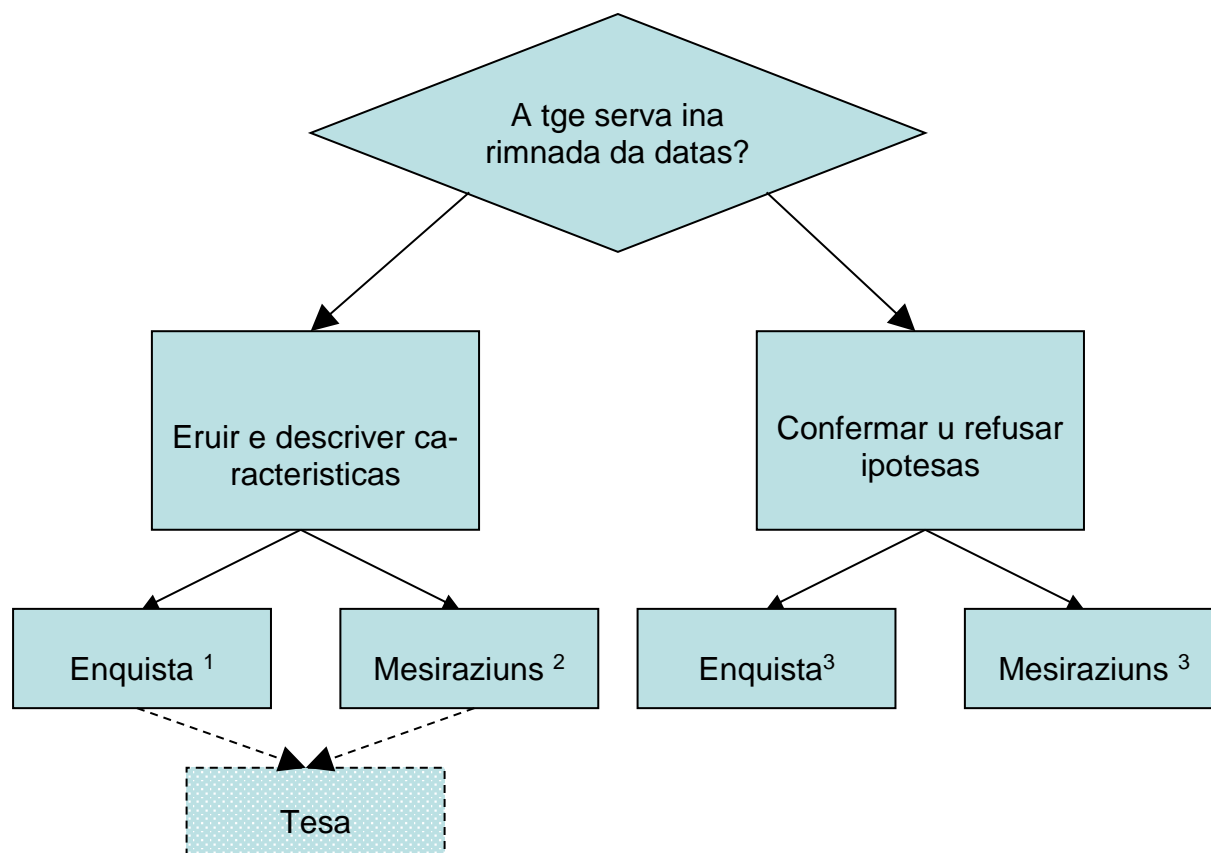 A tge serva ina
rimnada da datas?
Eruir e descriver ca-
racteristicas
Confermar u refusar
ipotesas
Enquista ¹
Mesiraziuns ²
Enquista³
Mesiraziuns ³
Tesa